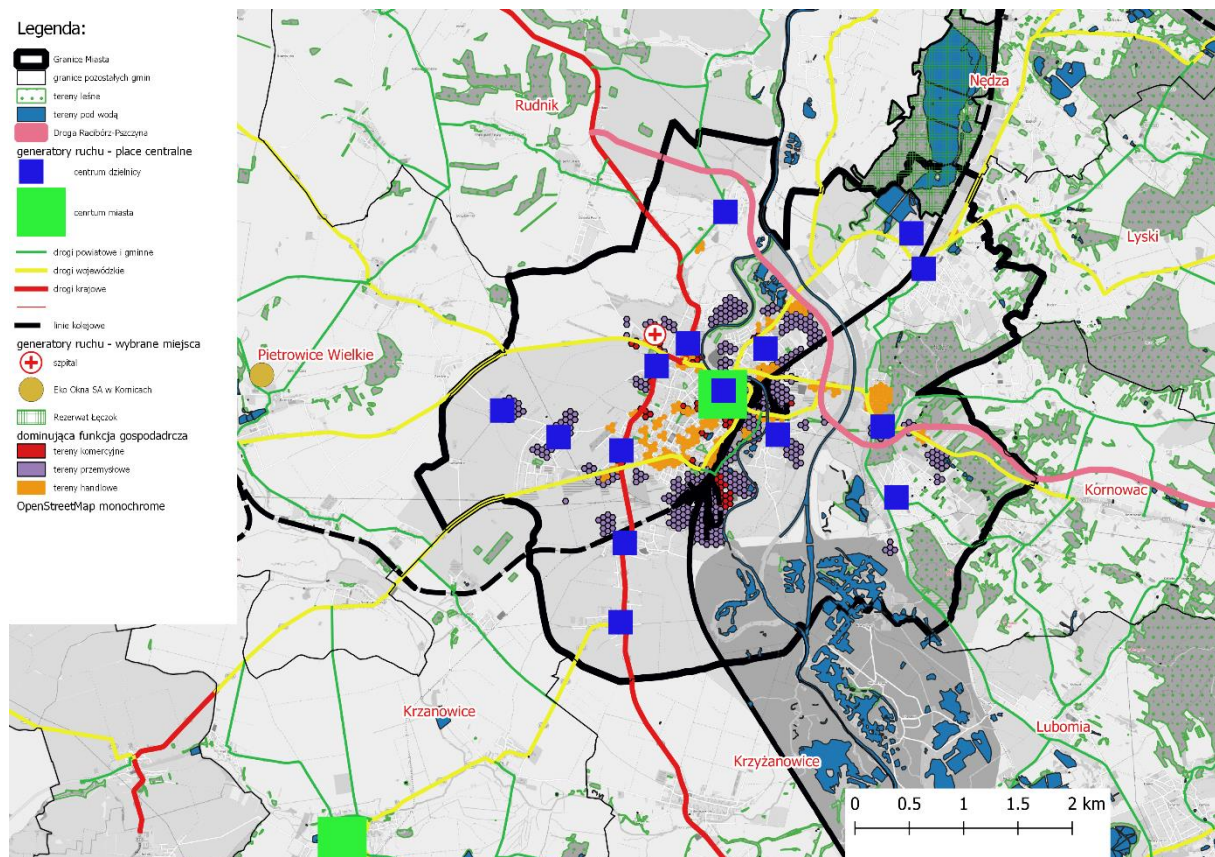 Legenda:
Granice Miasta
granice pozostałych gmin
tereny leśne
tereny pod wodą
Droga Racibórz-Pszczyna
generatory ruchu - place centralne
centrum dzielnicy
cenrtum miasta
drogi powiatowe i gminne
drogi wojewódzkie
drogi krajowe
linie kolejowe
generatory ruchu - wybrane miejsca
szpital
Eko Okna SA w Kornicach
Rezerwat Łęczok
dominująca funkcja gospodadrcza
tereny komercyjne
tereny przemysłowe
tereny handlowe
OpenStreetMap monochrome
Nędza
Rudnik
Lyski
Pietrowice Wielkie
Kornowac
Krzanowice
Lubomia
Krzyżanowice
0 0.5 1 1.5 2 km